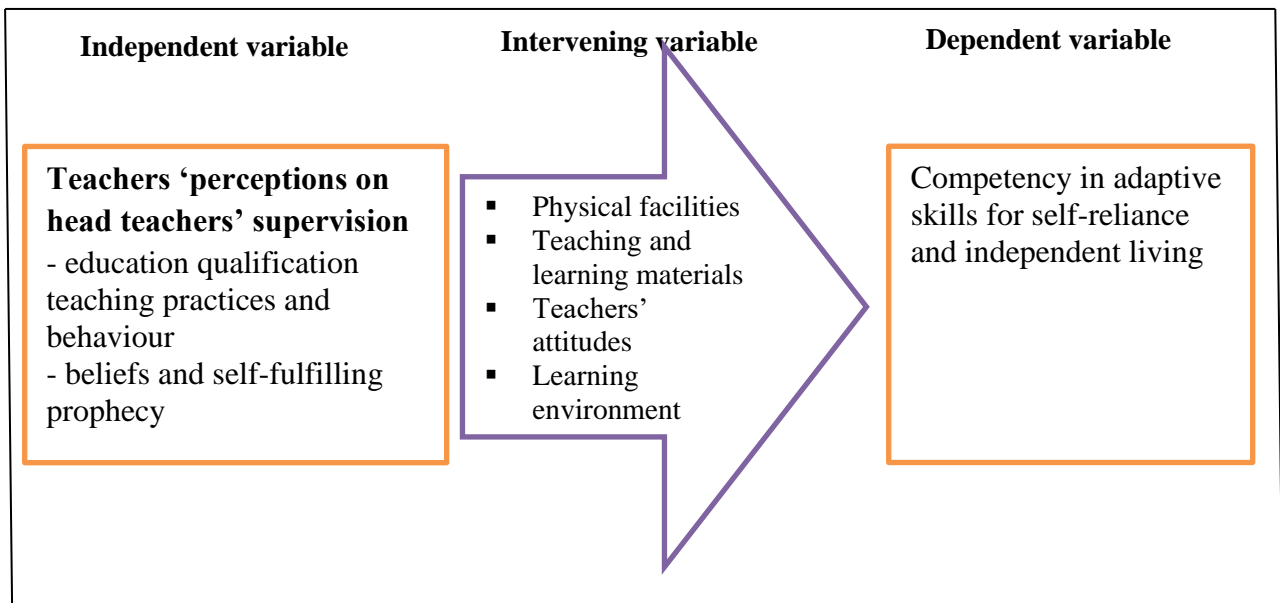 Independent variable
Intervening variable
Dependent variable
Teachers ‘perceptions on
head teachers’ supervision
- education qualification
teaching practices and
behaviour
- beliefs and self-fulfilling
prophecy
▪ Physical facilities
▪ Teaching and
learning materials
▪ Teachers’
attitudes
▪ Learning
environment
Competency in adaptive
skills for self-reliance
and independent living